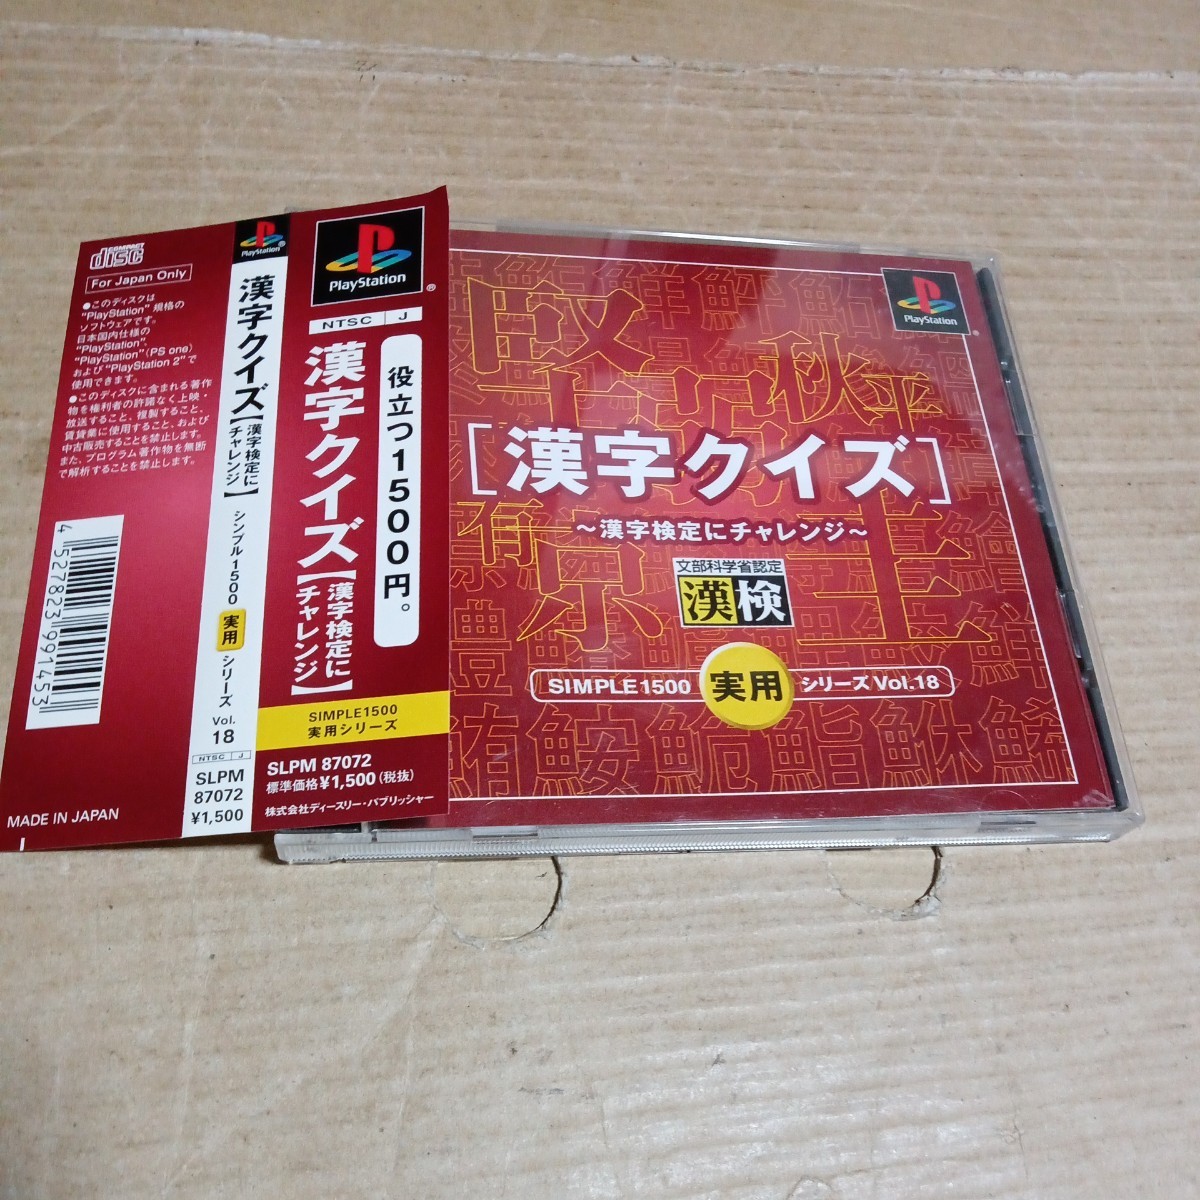 COMPACT
disc
For Japan Only
●このディスクは
"PlayStation" 規格の
ソフトウェアです。
日本国内仕様の
"PlayStation"、
"PlayStation"(PS one)
および"PlayStation 2"で
使用できます。
●このディスクに含まれる著作
物を権利者の許諾なく上映・
放送すること、複製すること、
賃貸業に使用すること、および
中古販売することを禁止します。
また、プログラム著作物を無断
で解析することを禁止します。
4 527823 991453
MADE IN JAPAN
PlayStation
漢字クイズ
【漢字検定に
チャレンジ】
シンプル1500
実用
シリーズ
Vol.
18
NTSC J
SLPM
87072
¥1,500
PlayStation
NTSC J
役立つ1500円。
漢字クイズ
【漢字検定に
チャレンジ】
SIMPLE1500
実用シリーズ
SLPM 87072
標準価格¥1,500(税抜)
株式会社ディースリー・パブリッシャー
PlayStation
[漢字クイズ]
～漢字検定にチャレンジ～
文部科学省認定
漢検
SIMPLE1500 実用 シリーズVol.18